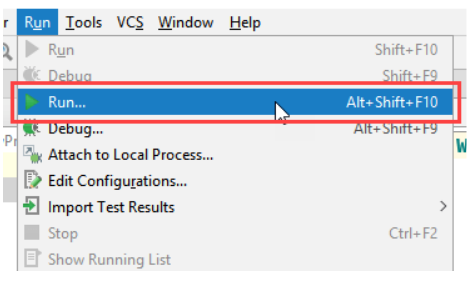 r Run Tools VCS Window Help
Run Shift+F10
Debug Shift+F9
Run... Alt+Shift+F10
Debug... Alt+Shift+F9
Attach to Local Process...
Edit Configurations...
Import Test Results
Stop Ctrl+F2
Show Running List